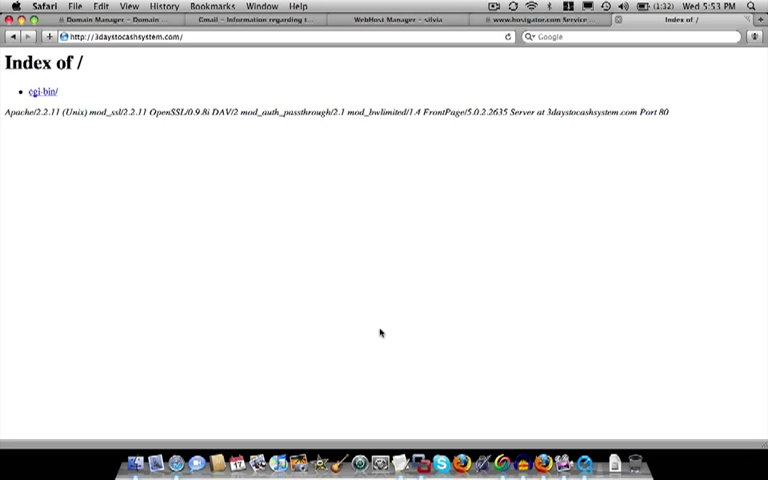 Safari File Edit View History Bookmarks Window Help (1:32) Wed 5:53 PM
Domain Manager – Domain ... Gmail – Information regarding t... WebHost Manager – silvia www.hostgator.com Service ... Index of /
http://3daystocashsystem.com/ Google
Index of /
cgi-bin/
Apache/2.2.11 (Unix) mod_ssl/2.2.11 OpenSSL/0.9.8i DAV/2 mod_auth_passthrough/2.1 mod_bwlimited/1.4 FrontPage/5.0.2.2635 Server at 3daystocashsystem.com Port 80
17